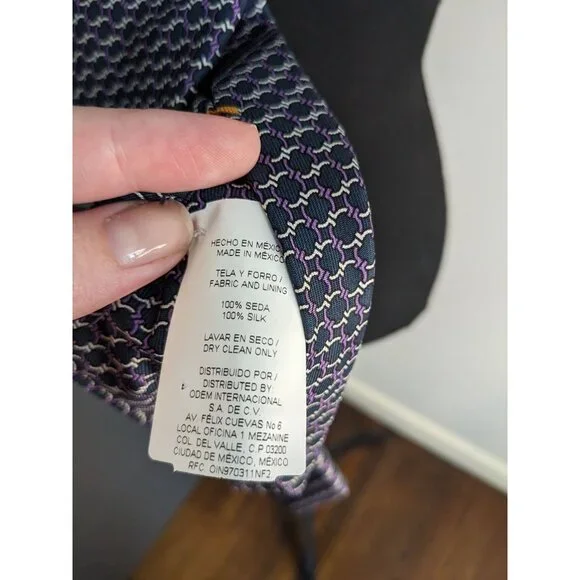 HECHO EN MÉXICO
MADE IN MÉXICO
TELA Y FORRO /
FABRIC AND LINING
100% SEDA
100% SILK
LAVAR EN SECO /
DRY CLEAN ONLY
DISTRIBUIDO POR /
DISTRIBUTED BY
ODEM INTERNACIONAL
S.A. DE C.V.
AV. FÉLIX CUEVAS No 6
LOCAL OFICINA 1 MEZANINE
COL. DEL VALLE, C.P 03200
CIUDAD DE MÉXICO, MÉXICO
RFC. OIN970311NF2